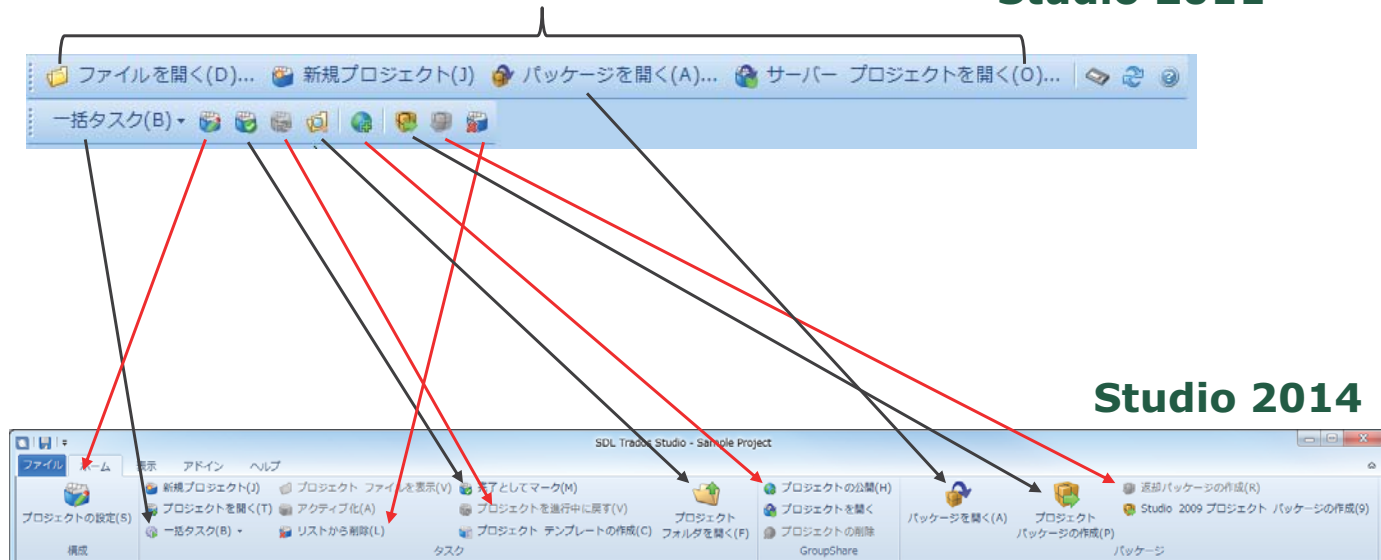 Studio 2011
ファイルを開く(D)... 新規プロジェクト(J) パッケージを開く(A)... サーバー プロジェクトを開く(O)...
一括タスク(B)
Studio 2014
SDL Trados Studio - Sample Project
ファイル ホーム 表示 アドイン ヘルプ
プロジェクトの設定(S)
構成
新規プロジェクト(J) プロジェクト ファイルを表示(V) 完了としてマーク(M)
プロジェクトを開く(T) アクティブ化(A) プロジェクトを進行中に戻す(V)
一括タスク(B) リストから削除(L) プロジェクト テンプレートの作成(C)
プロジェクト
フォルダを開く(F)
タスク
プロジェクトの公開(H)
プロジェクトを開く
プロジェクトの削除
GroupShare
パッケージを開く(A)
プロジェクト
パッケージの作成(P)
返却パッケージの作成(R)
Studio 2009 プロジェクト パッケージの作成(9)
パッケージ